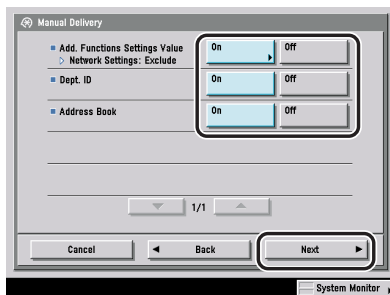 Manual Delivery
Add. Functions Settings Value On Off
Network Settings: Exclude
Dept. ID On Off
Address Book On Off
1/1
Cancel Back Next
System Monitor